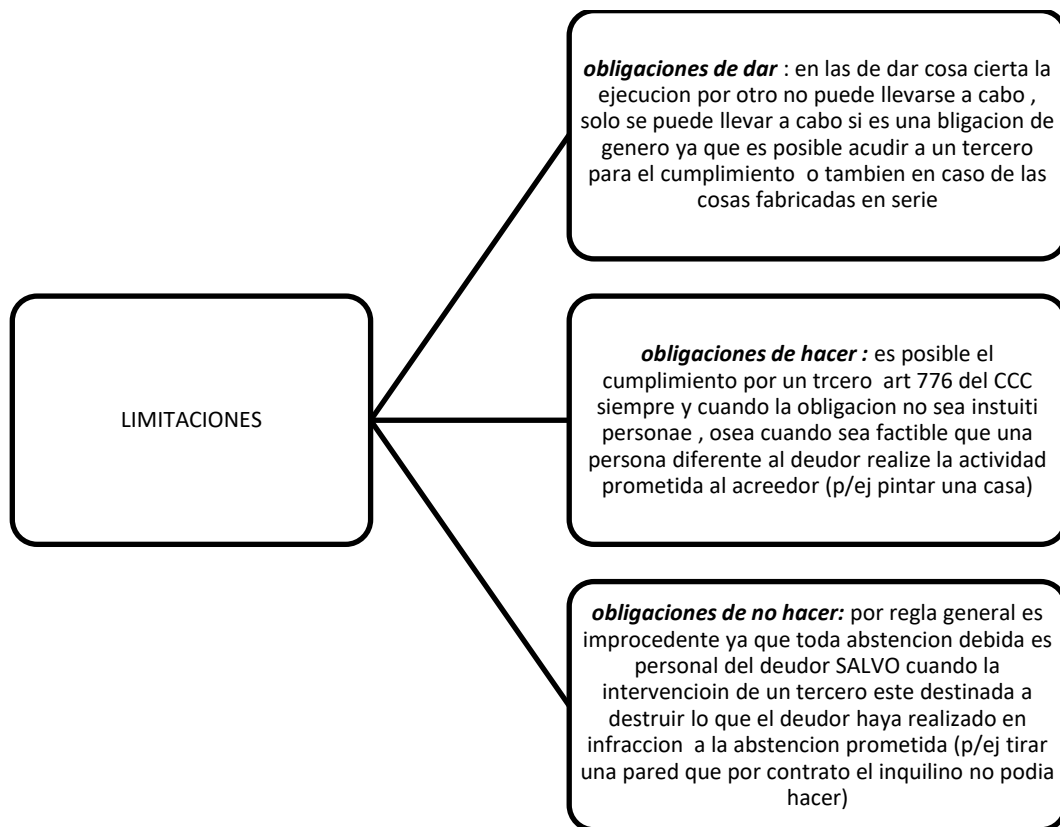 obligaciones de dar : en las de dar cosa cierta la
ejecucion por otro no puede llevarse a cabo ,
solo se puede llevar a cabo si es una bligacion de
genero ya que es posible acudir a un tercero
para el cumplimiento o tambien en caso de las
cosas fabricadas en serie
LIMITACIONES
obligaciones de hacer : es posible el
cumplimiento por un trcero art 776 del CCC
siempre y cuando la obligacion no sea instuiti
personae , osea cuando sea factible que una
persona diferente al deudor realize la actividad
prometida al acreedor (p/ej pintar una casa)
obligaciones de no hacer: por regla general es
improcedente ya que toda abstencion debida es
personal del deudor SALVO cuando la
intervencioin de un tercero este destinada a
destruir lo que el deudor haya realizado en
infraccion a la abstencion prometida (p/ej tirar
una pared que por contrato el inquilino no podia
hacer)